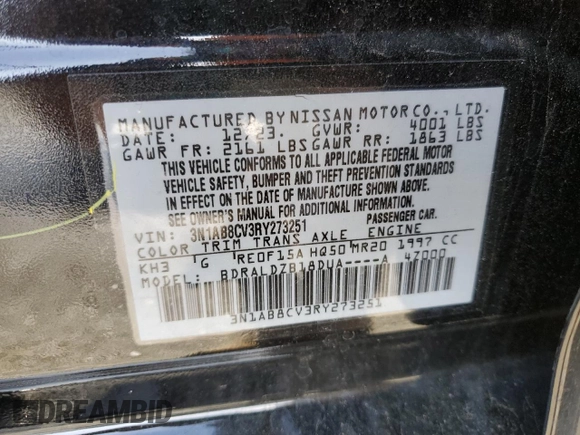 MANUFACTURED BY NISSAN MOTOR CO., LTD.
DATE: 12/23. GVWR: 4001 LBS
GAWR FR: 2161 LBS GAWR RR: 1863 LBS
THIS VEHICLE CONFORMS TO ALL APPLICABLE FEDERAL MOTOR
VEHICLE SAFETY, BUMPER AND THEFT PREVENTION STANDARDS
IN EFFECT ON THE DATE OF MANUFACTURE SHOWN ABOVE.
SEE OWNER'S MANUAL FOR ADDITIONAL INFORMATION.
VIN: 3N1AB8CV3RY273251 PASSENGER CAR.
COLOR TRIM TRANS AXLE ENGINE
KH3 G RE0F15A HQ50 MR20 1997 CC
MODEL: BDRALDZB18DUA----A 47000
3N1AB8CV3RY273251
DREAMBID